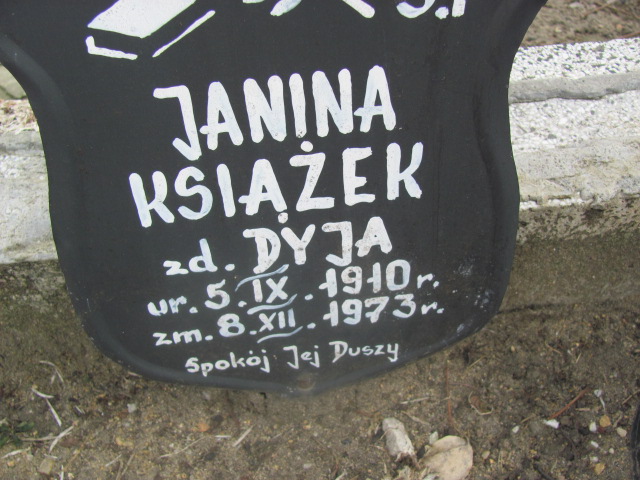 JANINA
KSIĄŻEK
zd. DYJA
ur. 5.IX.1910 r.
zm. 8.XII.1973 r.
Spokój Jej Duszy